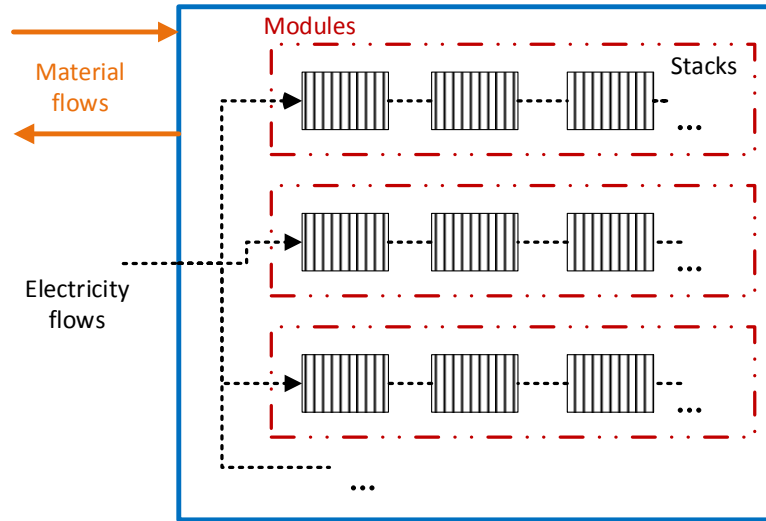 Modules
Material
flows
Stacks
...
...
Electricity
flows
...
...